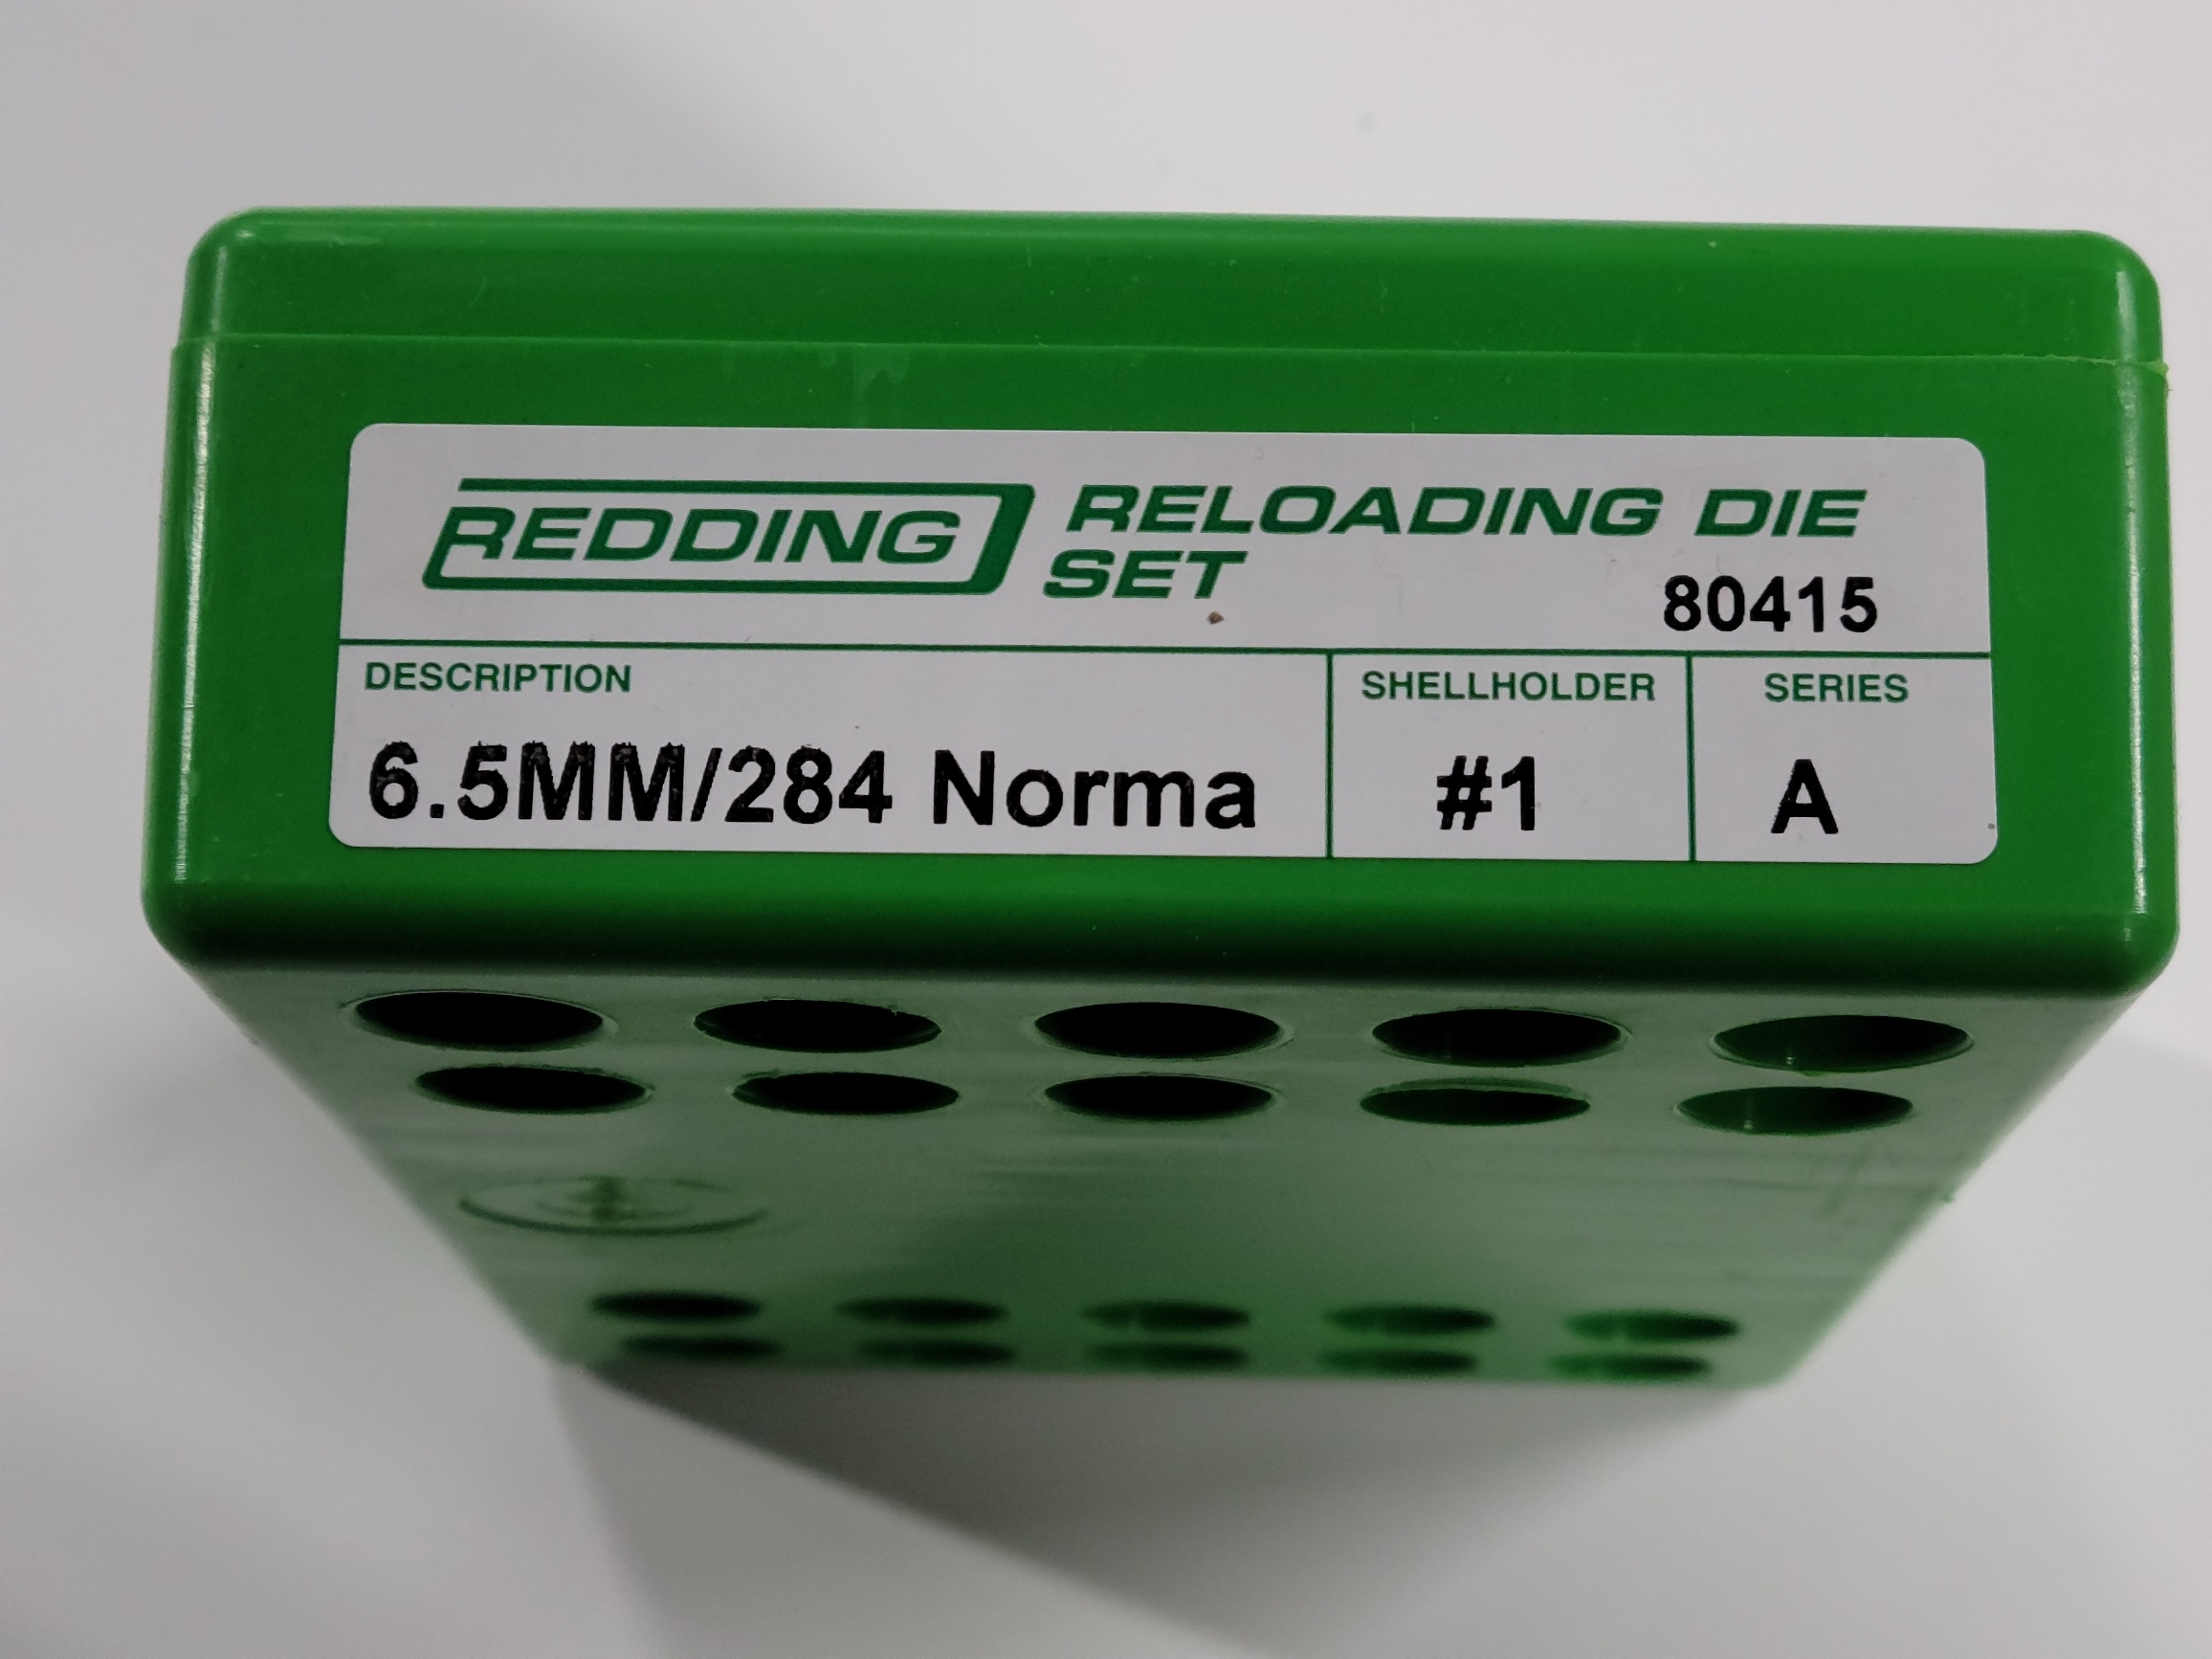 REDDING RELOADING DIE
SET
80415
DESCRIPTION SHELLHOLDER SERIES
6.5MM/284 Norma #1 A